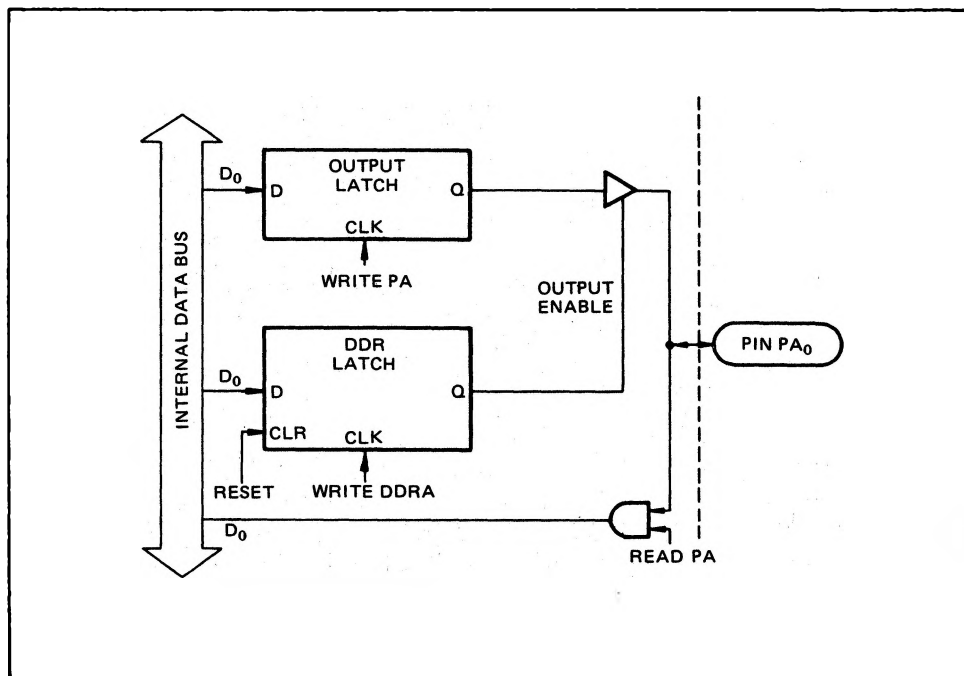 INTERNAL DATA BUS
D₀
D
OUTPUT
LATCH
Q
CLK
WRITE PA
OUTPUT
ENABLE
DDR
LATCH
D₀
D
Q
CLR
CLK
RESET
WRITE DDRA
PIN PA₀
D₀
READ PA